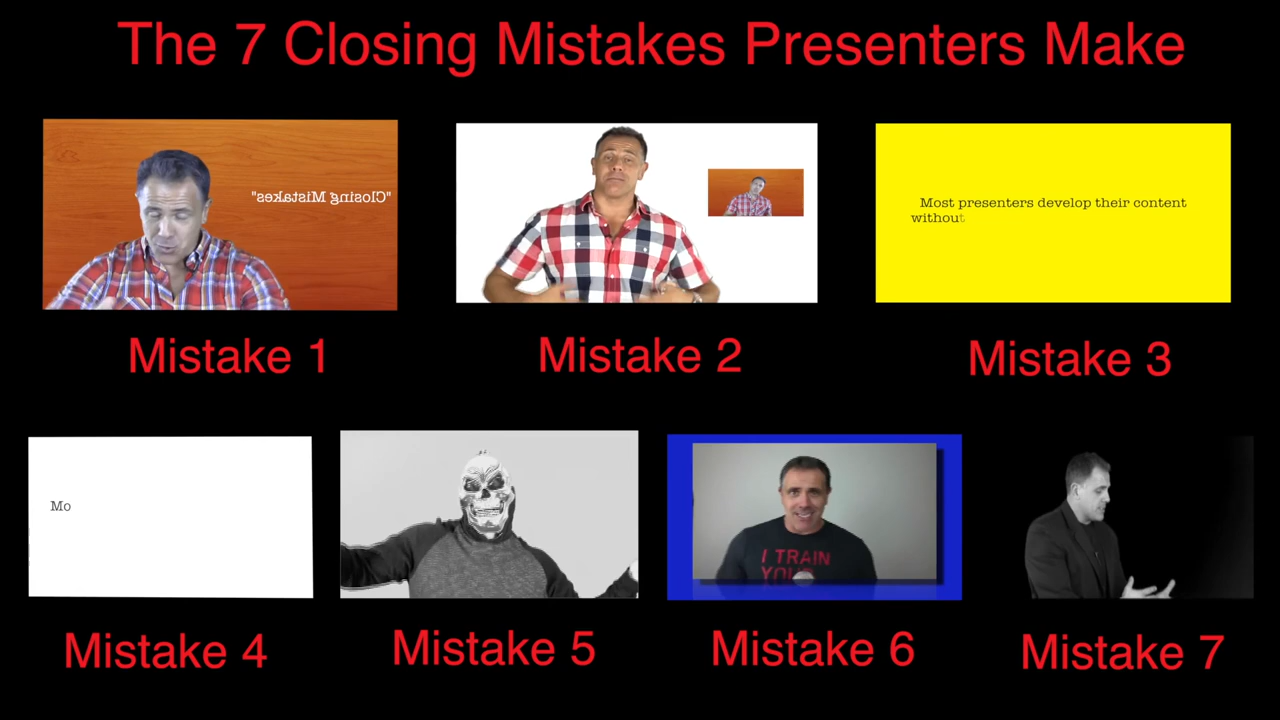 The 7 Closing Mistakes Presenters Make
"Closing Mistakes"
Most presenters develop their content
without
Mistake 1
Mistake 2
Mistake 3
Mo
I TRAIN
YOUR
Mistake 4
Mistake 5
Mistake 6
Mistake 7